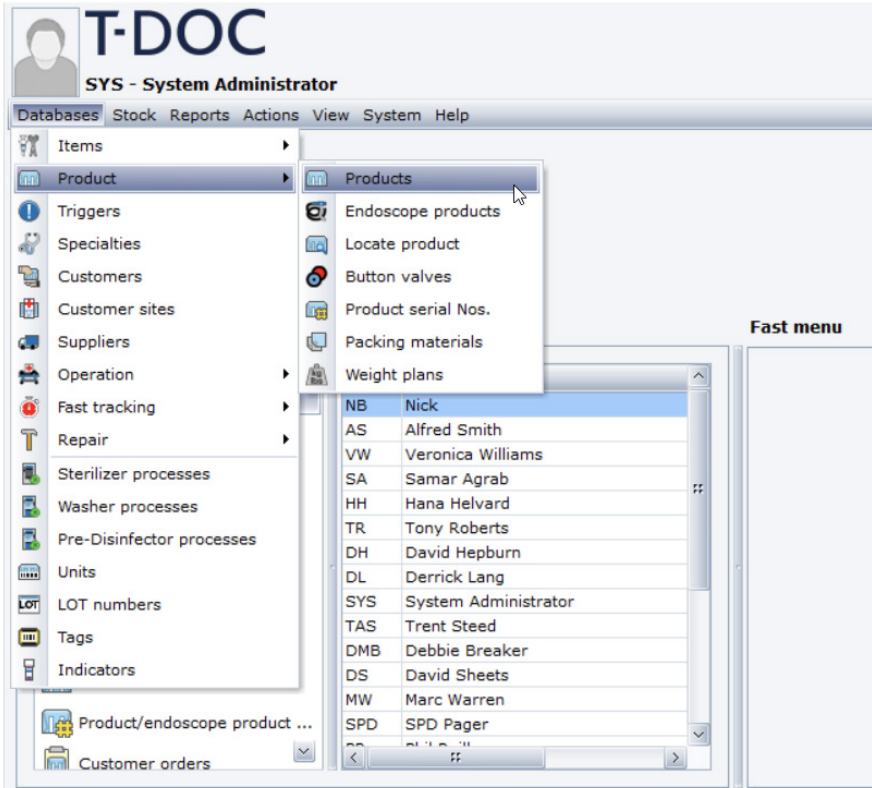 T-DOC
SYS - System Administrator
Databases Stock Reports Actions View System Help
Items
Product
Triggers
Specialties
Customers
Customer sites
Suppliers
Operation
Fast tracking
Repair
Sterilizer processes
Washer processes
Pre-Disinfector processes
Units
LOT LOT numbers
Tags
Indicators
Products
Endoscope products
Locate product
Button valves
Product serial Nos.
Packing materials
Weight plans
Fast menu
NB Nick
AS Alfred Smith
VW Veronica Williams
SA Samar Agrab
HH Hana Helvard
TR Tony Roberts
DH David Hepburn
DL Derrick Lang
SYS System Administrator
TAS Trent Steed
DMB Debbie Breaker
DS David Sheets
MW Marc Warren
SPD SPD Pager
Product/endoscope product ...
Customer orders